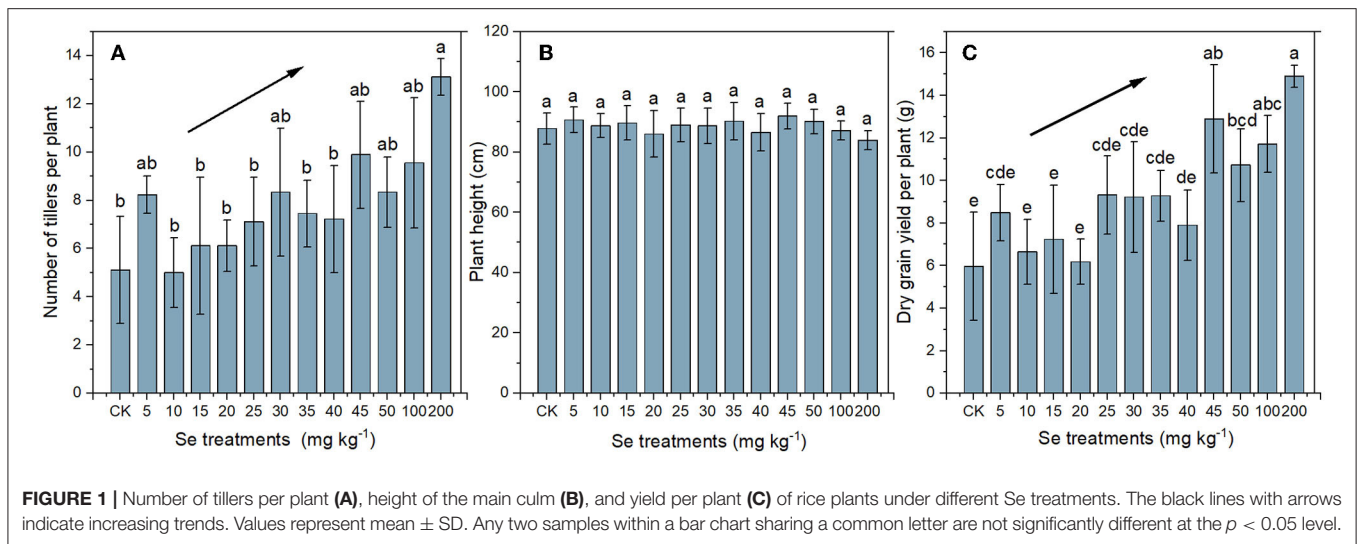 A
Number of tillers per plant
14
12
10
8
6
4
2
0
b
ab
b
b
b
b
ab
b
b
ab
ab
ab
a
CK 5 10 15 20 25 30 35 40 45 50 100 200
Se treatments (mg kg⁻¹)
B
Plant height (cm)
120
100
80
60
40
20
0
a a a a a a a a a a a a a
CK 5 10 15 20 25 30 35 40 45 50 100 200
Se treatments (mg kg⁻¹)
C
Dry grain yield per plant (g)
16
14
12
10
8
6
4
2
0
e
cde
e
e
e
cde
cde
cde
de
ab
bcd
abc
a
CK 5 10 15 20 25 30 35 40 45 50 100 200
Se treatments (mg kg⁻¹)
FIGURE 1 | Number of tillers per plant (A), height of the main culm (B), and yield per plant (C) of rice plants under different Se treatments. The black lines with arrows
indicate increasing trends. Values represent mean ± SD. Any two samples within a bar chart sharing a common letter are not significantly different at the p < 0.05 level.